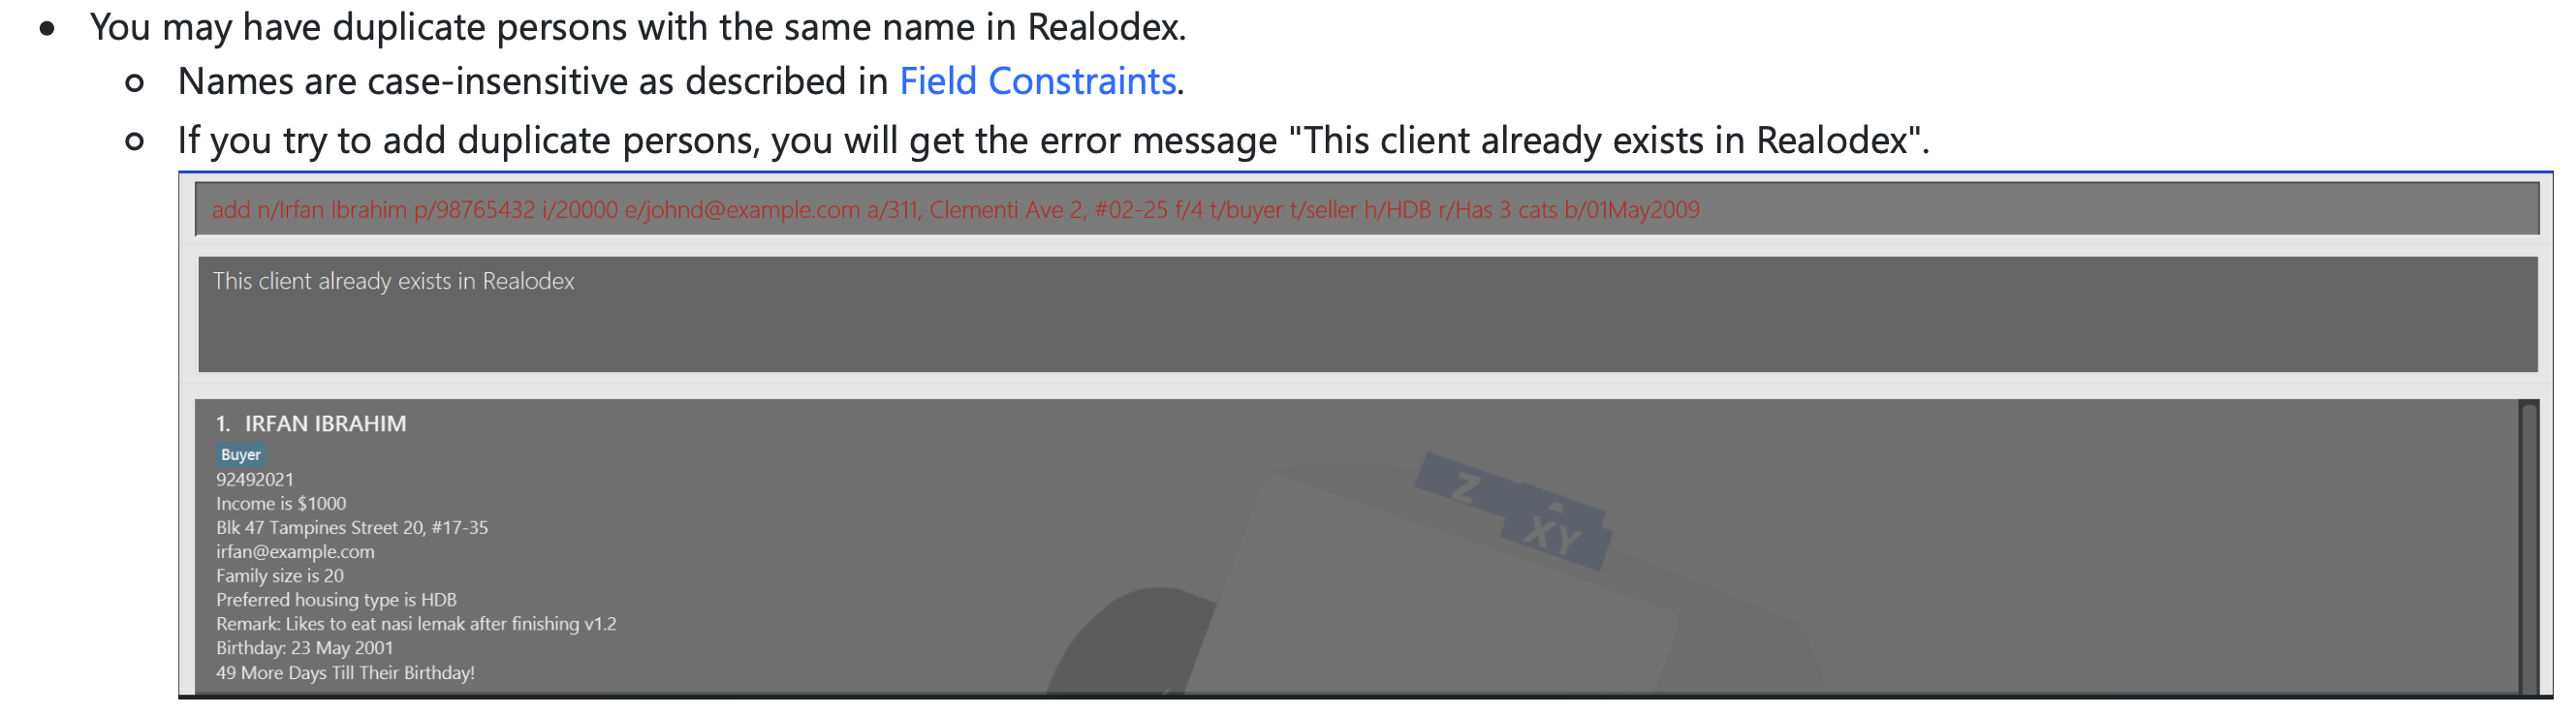 You may have duplicate persons with the same name in Realodex.
Names are case-insensitive as described in Field Constraints.
If you try to add duplicate persons, you will get the error message "This client already exists in Realodex".
add n/Irfan Ibrahim p/98765432 i/20000 e/johnd@example.com a/311, Clementi Ave 2, #02-25 f/4 t/buyer t/seller h/HDB r/Has 3 cats b/01May2009
This client already exists in Realodex
1. IRFAN IBRAHIM
Buyer
92492021
Income is $1000
Blk 47 Tampines Street 20, #17-35
irfan@example.com
Family size is 20
Preferred housing type is HDB
Remark: Likes to eat nasi lemak after finishing v1.2
Birthday: 23 May 2001
49 More Days Till Their Birthday!
Z
XY